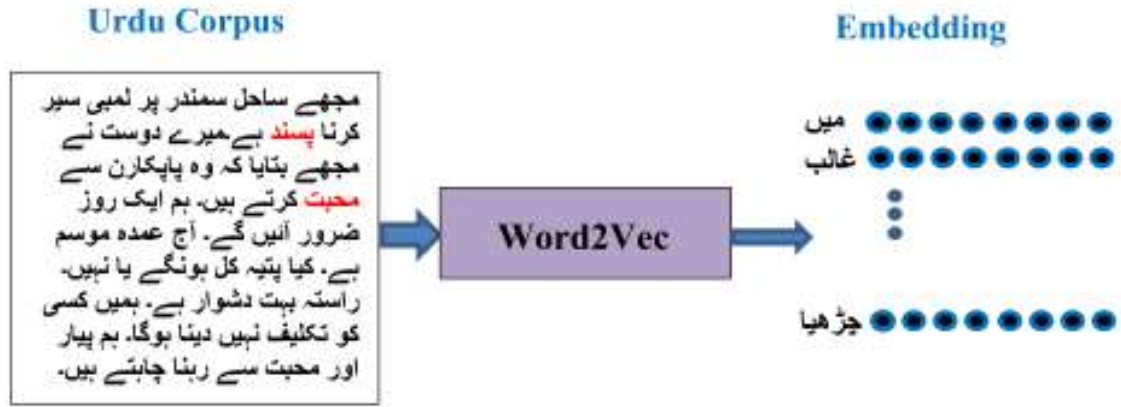 Urdu Corpus
مجھے ساحل سمندر پر لمبی سیر
کرنا پسند ہے۔میرے دوست نے
مجھے بتایا کہ وہ پاپکارن سے
محبت کرتے ہیں۔ ہم ایک روز
ضرور آئیں گے۔ آج عمدہ موسم
ہے۔ کیا پتیہ کل ہونگے یا نہیں۔
راستہ بہت دشوار ہے۔ ہمیں کسی
کو تکلیف نہیں دینا ہوگا۔ ہم پیار
اور محبت سے رہنا چاہتے ہیں۔
Word2Vec
Embedding
میں
غالب
چڑھیا